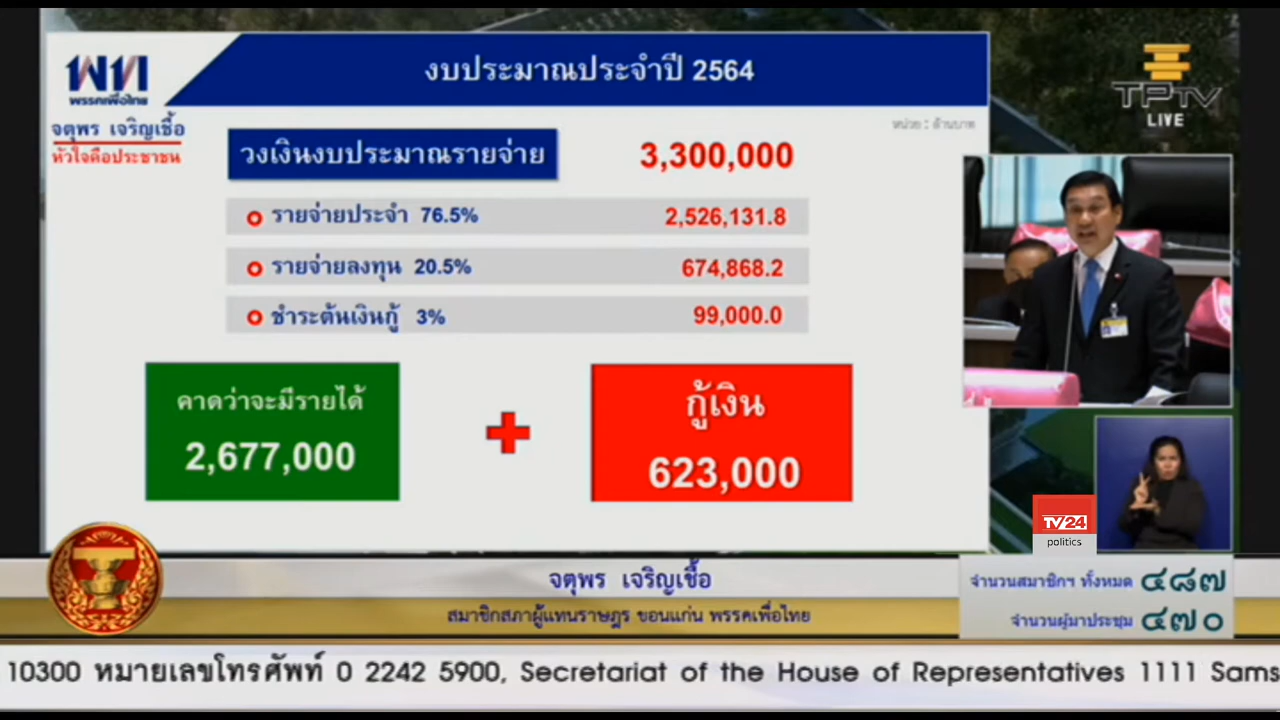 พท
พรรคเพื่อไทย
งบประมาณประจำปี 2564
TPTV
LIVE
จตุพร เจริญเชื้อ
หัวใจคือประชาชน
หน่วย : ล้านบาท
วงเงินงบประมาณรายจ่าย 3,300,000
รายจ่ายประจำ 76.5% 2,526,131.8
รายจ่ายลงทุน 20.5% 674,868.2
ชำระต้นเงินกู้ 3% 99,000.0
คาดว่าจะมีรายได้
2,677,000
+
กู้เงิน
623,000
TV24
politics
จตุพร เจริญเชื้อ
สมาชิกสภาผู้แทนราษฎร ขอนแก่น พรรคเพื่อไทย
จำนวนสมาชิกฯ ทั้งหมด ๔๘๗
จำนวนผู้มาประชุม ๔๗๐
10300 หมายเลขโทรศัพท์ 0 2242 5900, Secretariat of the House of Representatives 1111 Sams